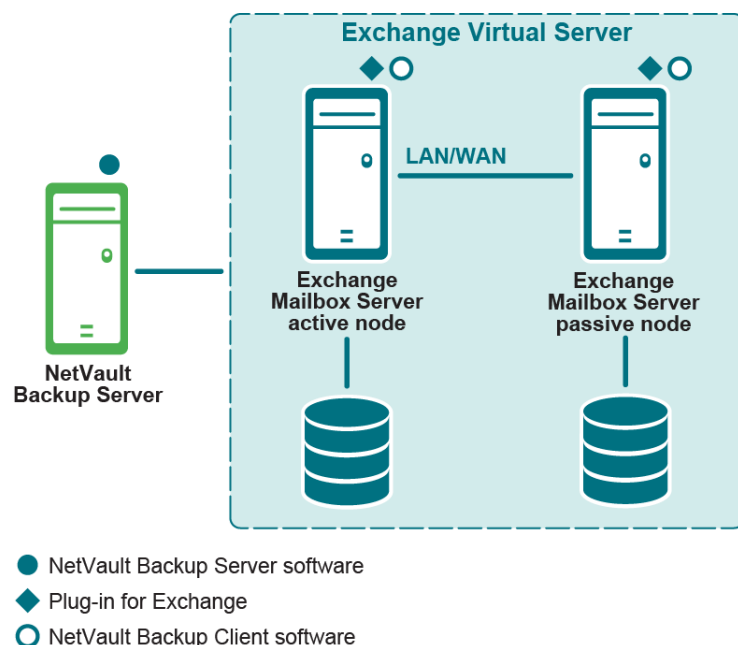 Exchange Virtual Server
LAN/WAN
Exchange
Mailbox Server
active node
Exchange
Mailbox Server
passive node
NetVault
Backup Server
NetVault Backup Server software
Plug-in for Exchange
NetVault Backup Client software